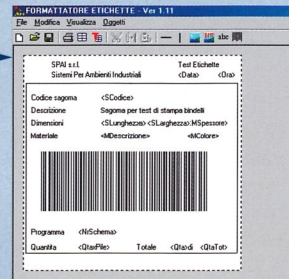 FORMATTATORE ETICHETTE - Ver 1.11
File Modifica Visualizza Oggetti
abc
SPAI s.r.l. Test Etichette
Sistemi Per Ambienti Industriali <Data> <Ora>
Codice sagoma <SCodice>
Descrizione Sagoma per test di stampa bindelli
Dimensioni <SLunghezza> <SLarghezza> MSpessore>
Materiale <MDescrizione> <MColore>
Programma <NrSchema>
Quantita <QtaxPile> Totale <Qta>di <QtaTot>